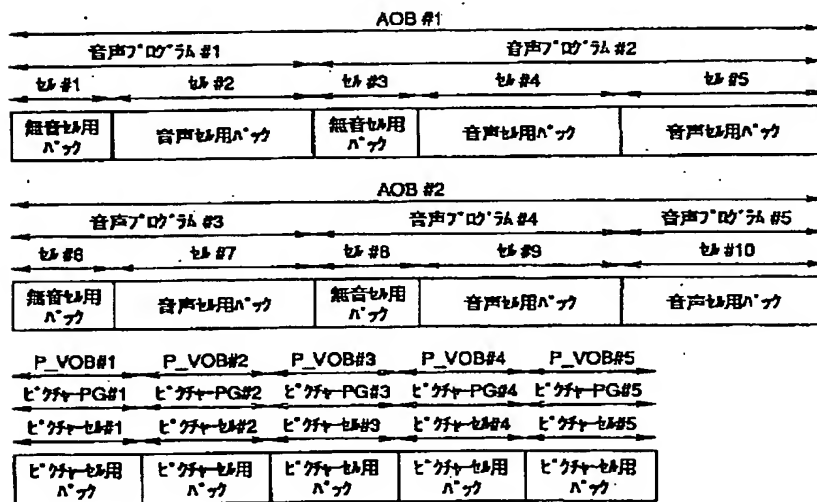 AOB #1
音声プログラム #1 音声プログラム #2
セル #1 セル #2 セル #3 セル #4 セル #5
無音セル用パック 音声セル用パック 無音セル用パック 音声セル用パック 音声セル用パック
AOB #2
音声プログラム #3 音声プログラム #4 音声プログラム #5
セル #6 セル #7 セル #8 セル #9 セル #10
無音セル用パック 音声セル用パック 無音セル用パック 音声セル用パック 音声セル用パック
P_VOB#1 P_VOB#2 P_VOB#3 P_VOB#4 P_VOB#5
ピクチャーPG#1 ピクチャーPG#2 ピクチャーPG#3 ピクチャーPG#4 ピクチャーPG#5
ピクチャーセル#1 ピクチャーセル#2 ピクチャーセル#3 ピクチャーセル#4 ピクチャーセル#5
ピクチャーセル用パック ピクチャーセル用パック ピクチャーセル用パック ピクチャーセル用パック ピクチャーセル用パック